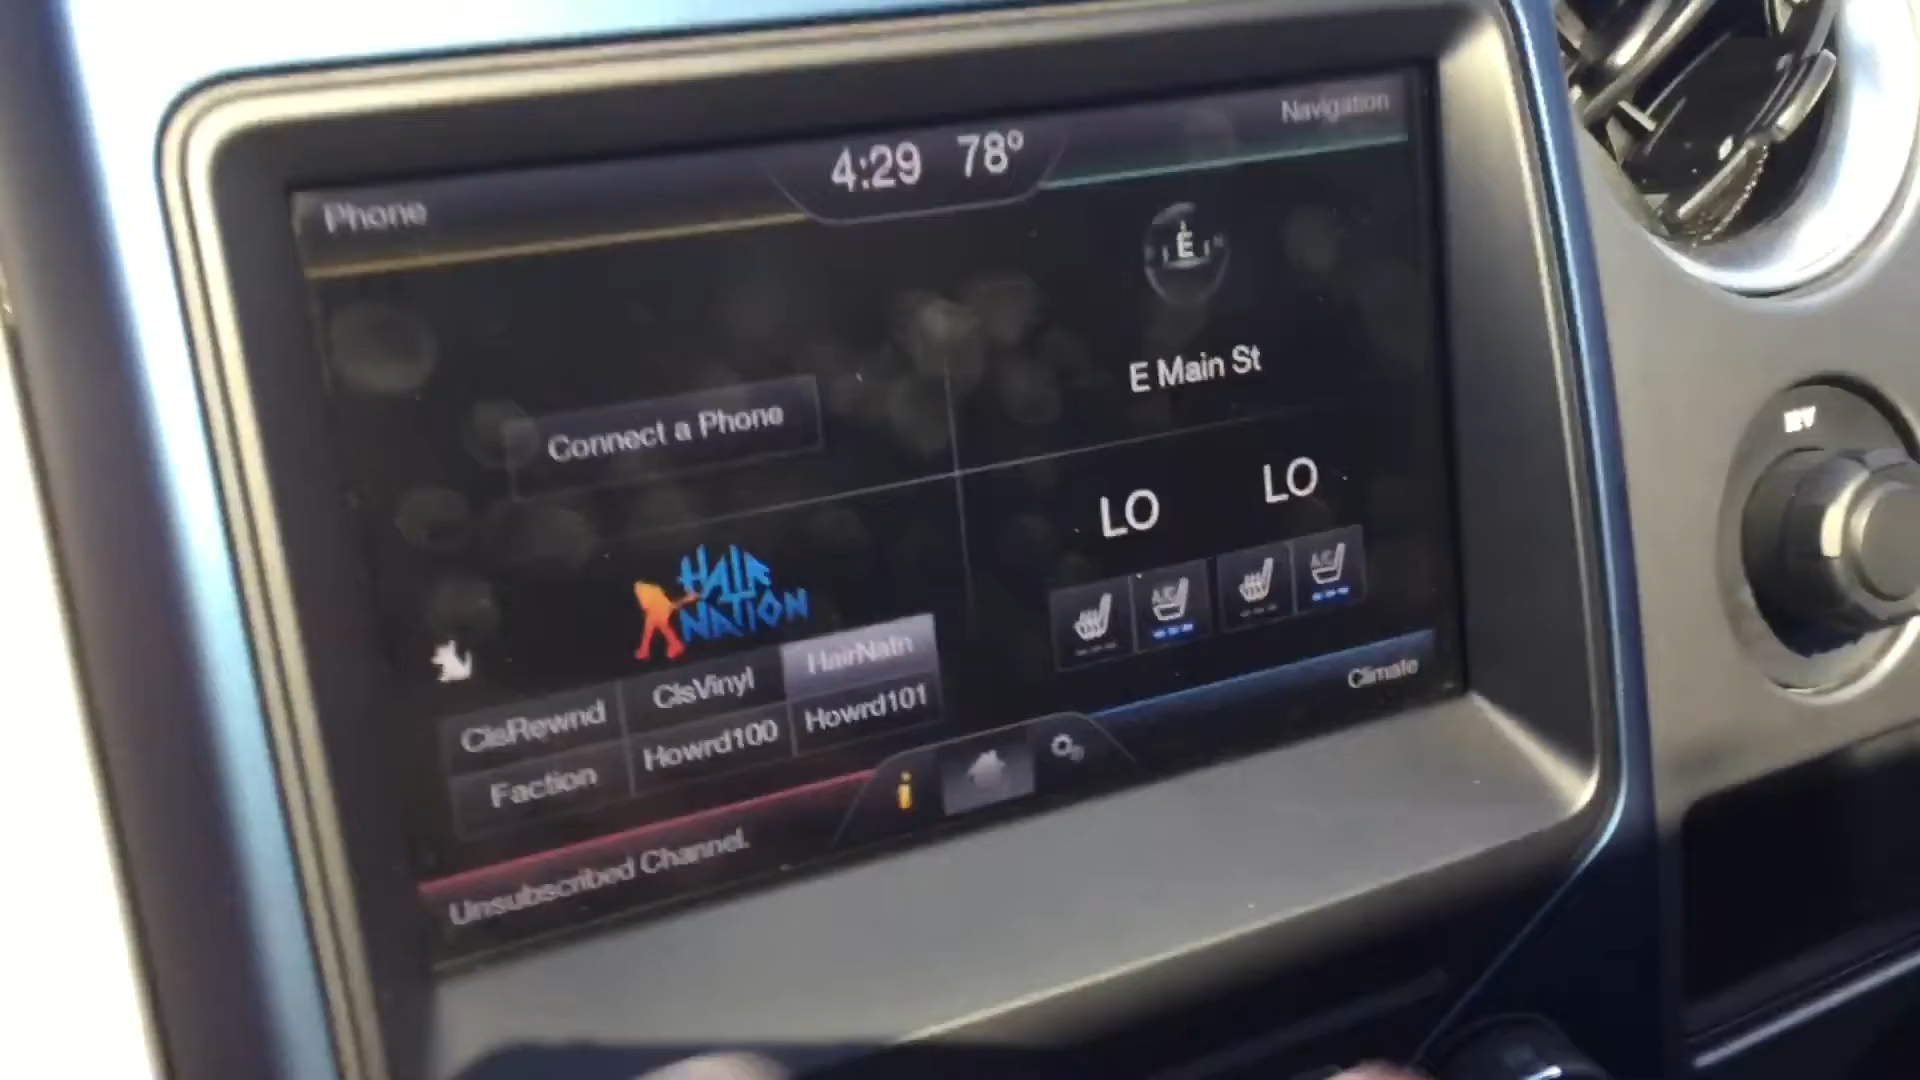 Phone
4:29 78°
Navigation
E
E Main St
Connect a Phone
LO LO
HAIR
NATION
ClsRewnd ClsVinyl HairNatn
Faction Howrd100 Howrd101
A/C A/C
Climate
i
Unsubscribed Channel.